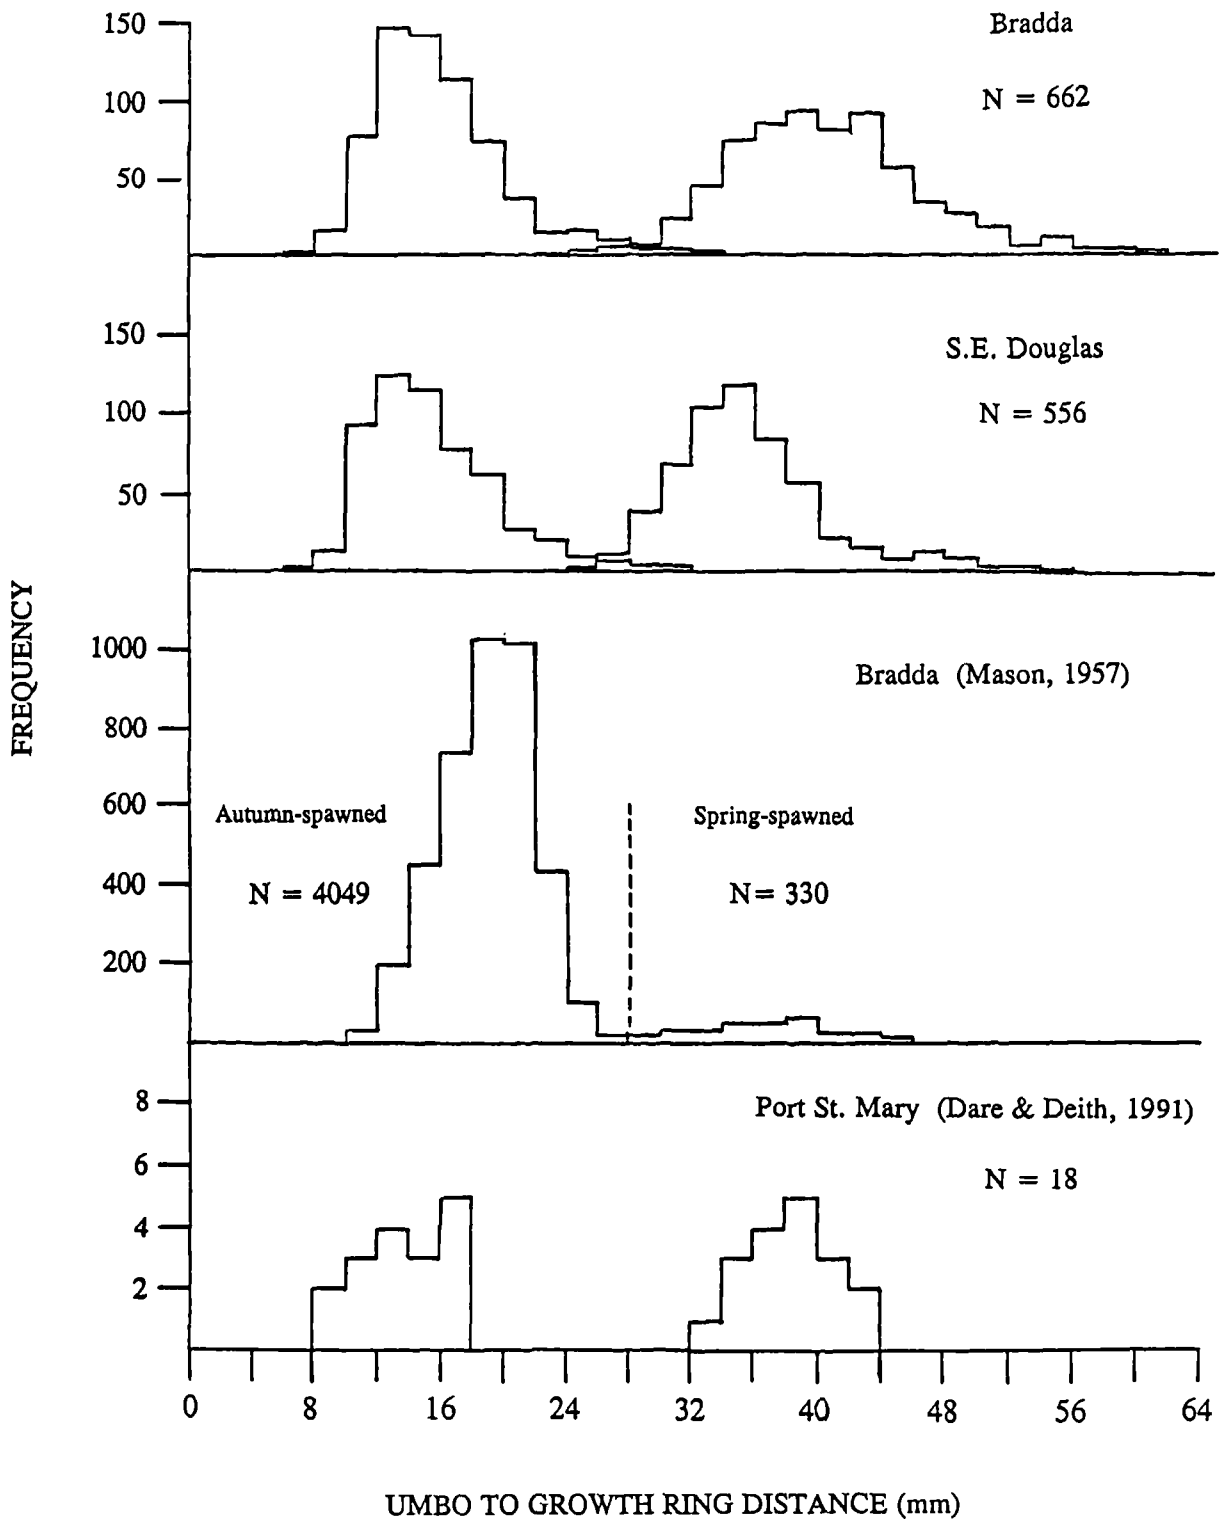 150
Bradda
100
N = 662
50
150
S.E. Douglas
100
N = 556
50
FREQUENCY
1000
Bradda (Mason, 1957)
800
600
Autumn-spawned
Spring-spawned
400
N = 4049
N= 330
200
8
Port St. Mary (Dare & Deith, 1991)
6
N = 18
4
2
0 8 16 24 32 40 48 56 64
UMBO TO GROWTH RING DISTANCE (mm)